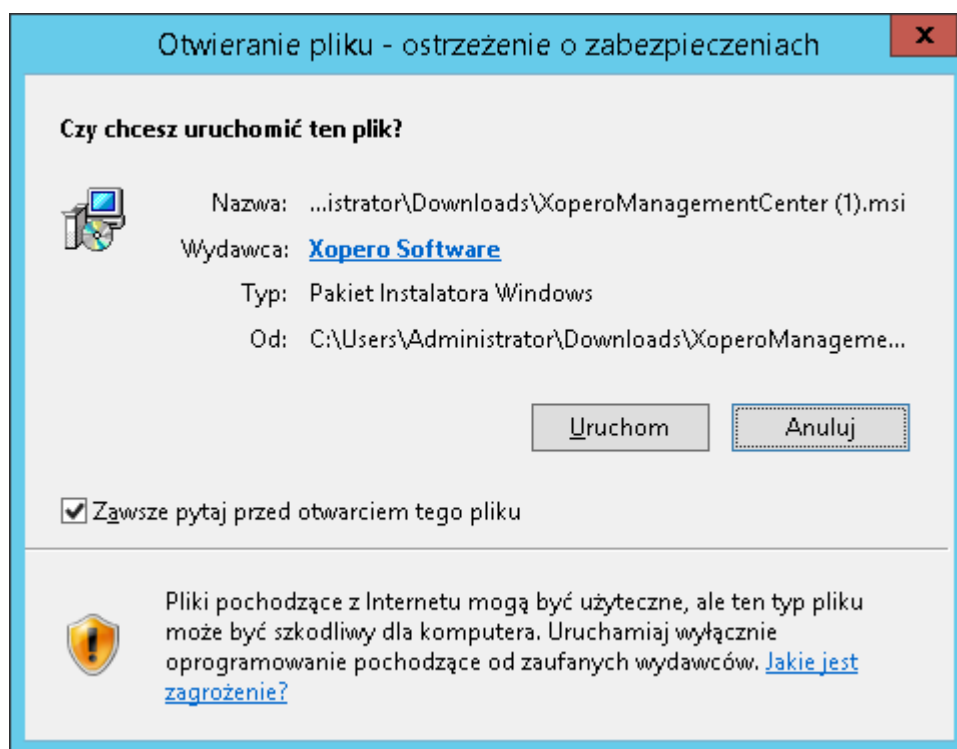 Otwieranie pliku - ostrzeżenie o zabezpieczeniach
x
Czy chcesz uruchomić ten plik?
Nazwa: ...istrator\Downloads\XoperoManagementCenter (1).msi
Wydawca: Xopero Software
Typ: Pakiet Instalatora Windows
Od: C:\Users\Administrator\Downloads\XoperoManageme...
Uruchom Anuluj
Zawsze pytaj przed otwarciem tego pliku
Pliki pochodzące z Internetu mogą być użyteczne, ale ten typ pliku
może być szkodliwy dla komputera. Uruchamiaj wyłącznie
oprogramowanie pochodzące od zaufanych wydawców. Jakie jest
zagrożenie?